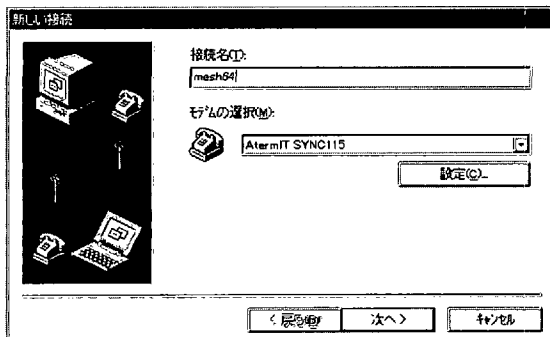 新しい接続
接続名(T):
mesh64
モデムの選択(M):
AtermIT SYNC115
設定(C)...
< 戻る(B)
次へ >
キャンセル